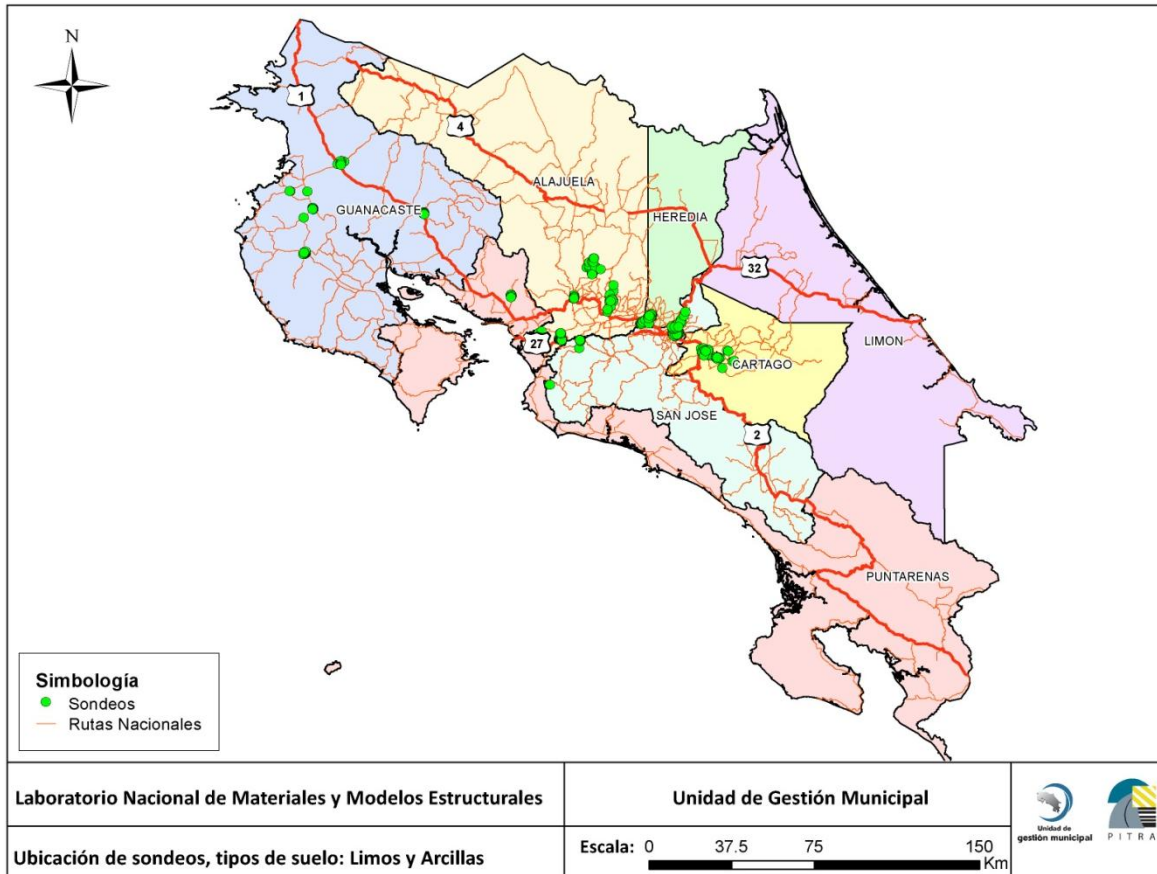 N
1
4
ALAJUELA
HEREDIA
GUANACASTE
32
27
LIMON
CARTAGO
SAN JOSE
2
PUNTARENAS
Simbología
Sondeos
Rutas Nacionales
Laboratorio Nacional de Materiales y Modelos Estructurales
Unidad de Gestión Municipal
Ubicación de sondeos, tipos de suelo: Limos y Arcillas
Escala: 0 37.5 75 150
Km
Unidad de
gestión municipal
PITRA